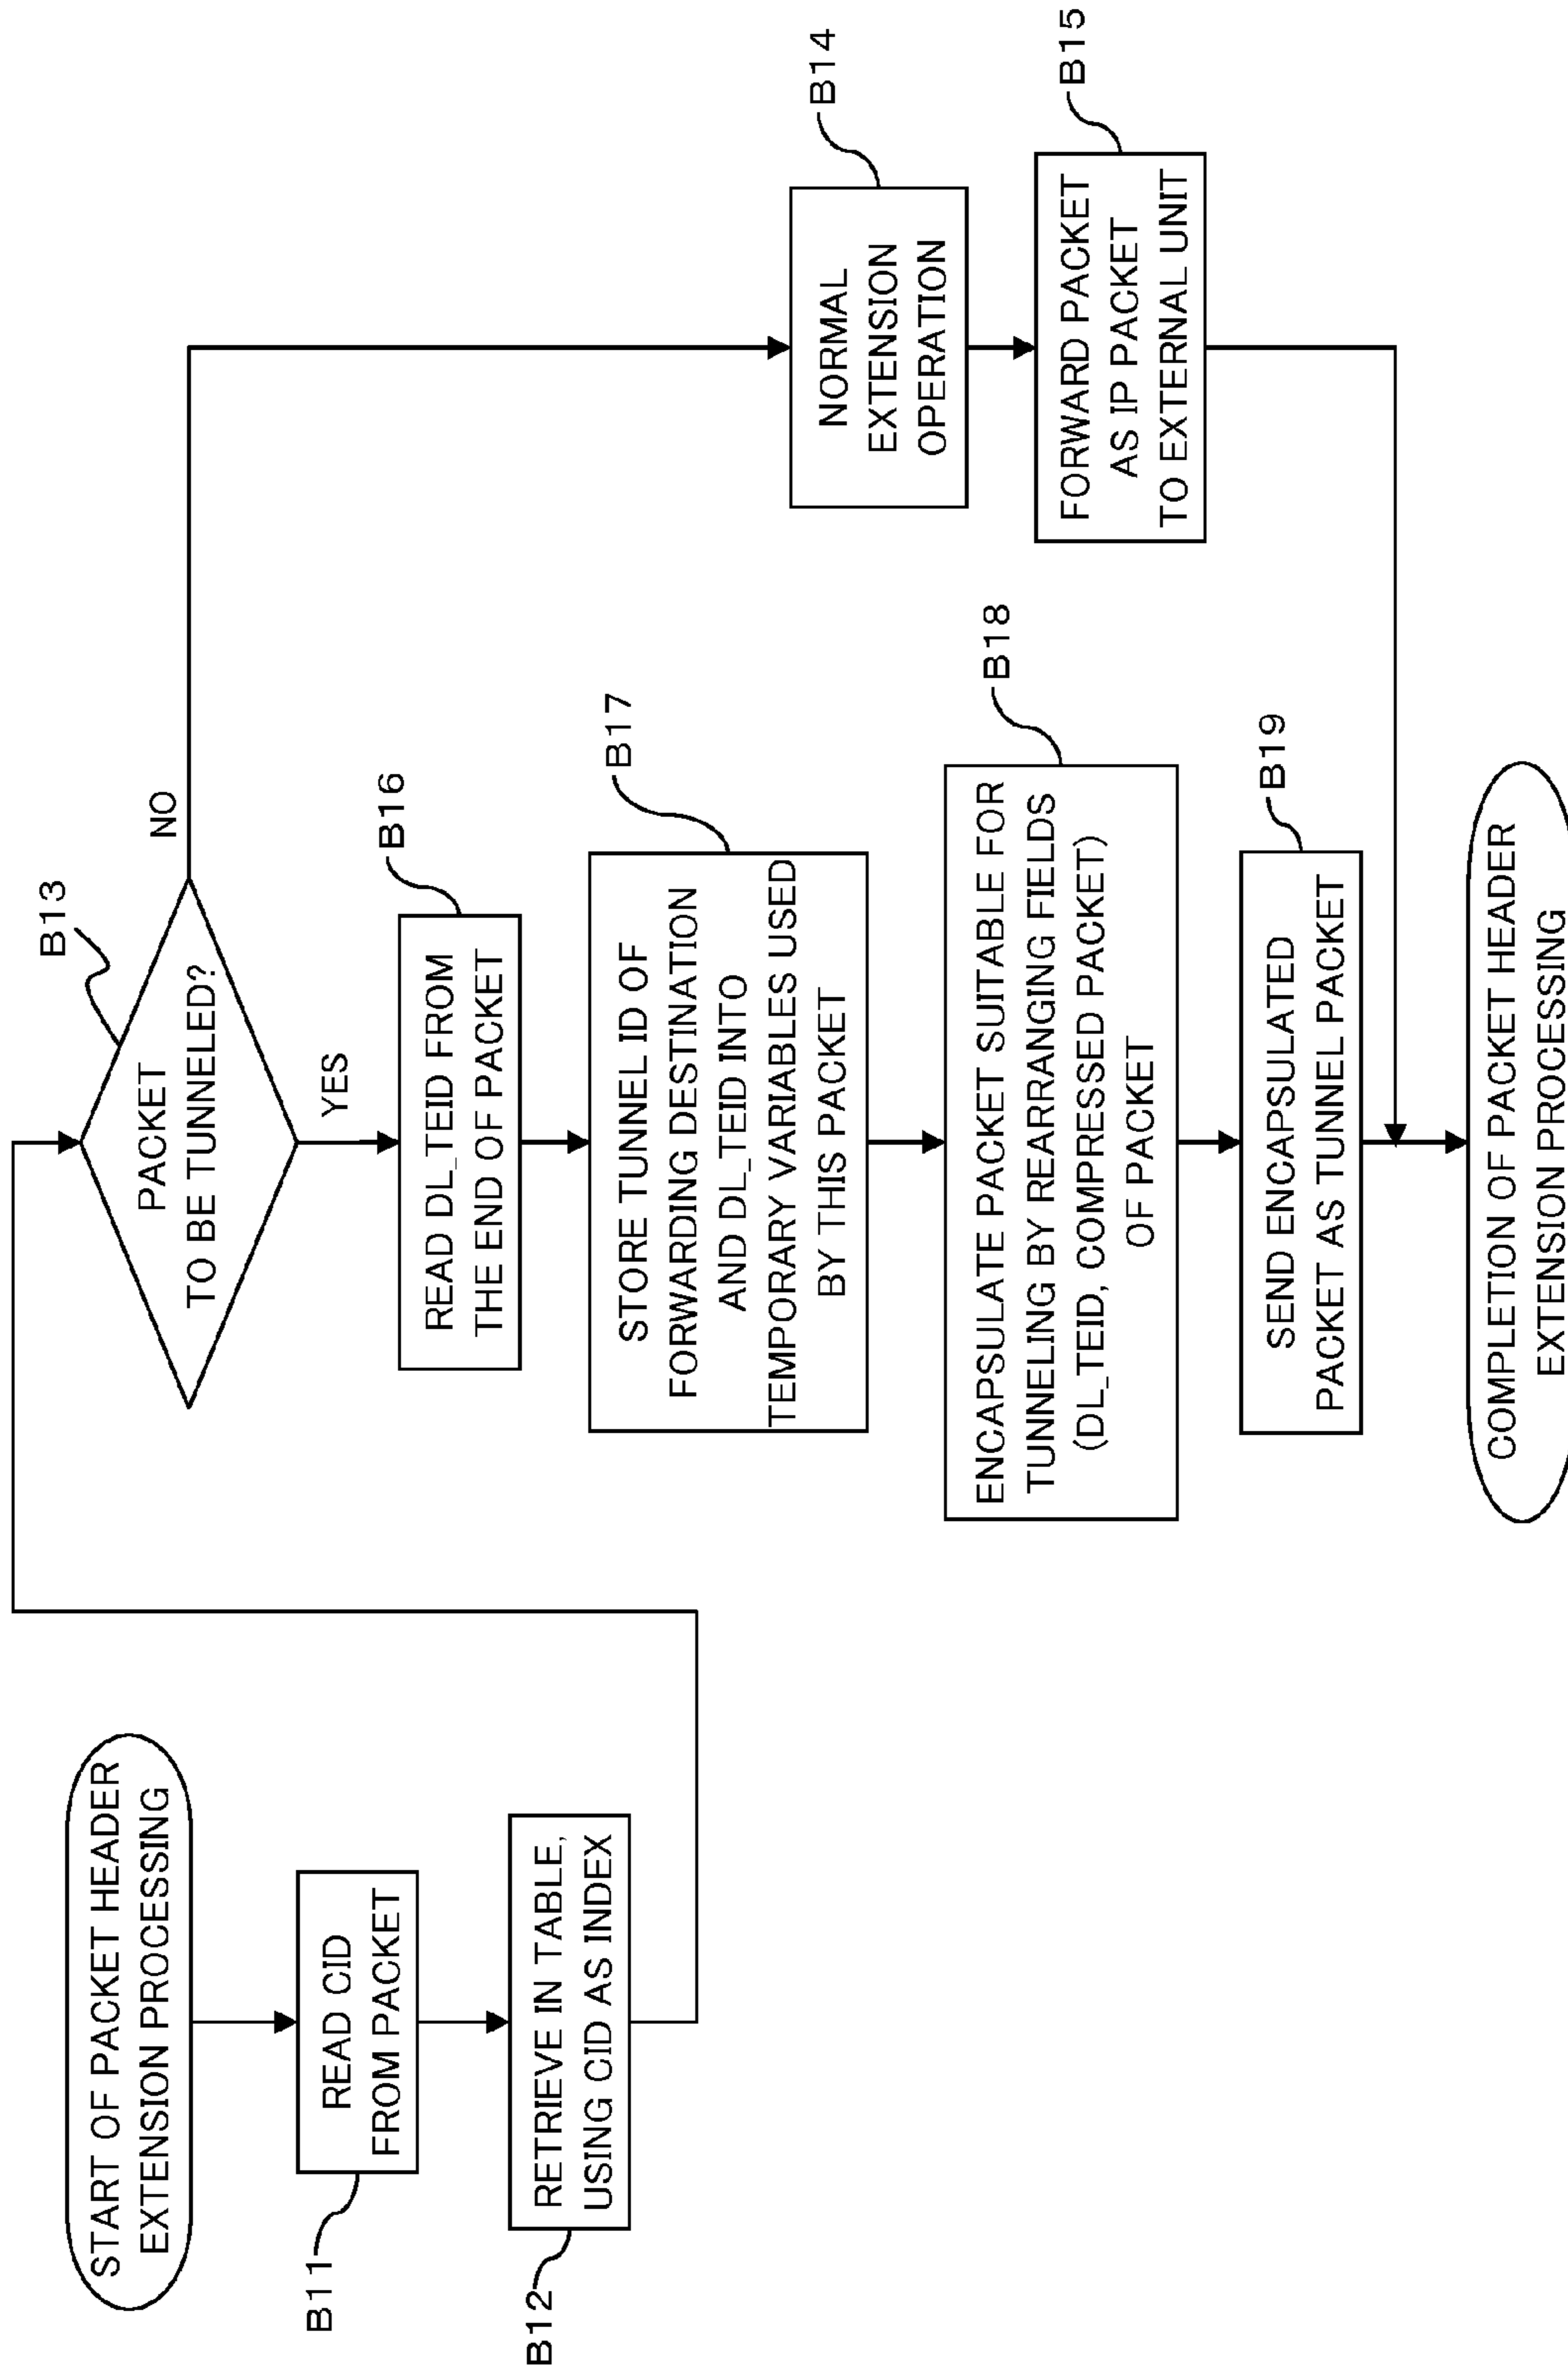 START OF PACKET HEADER
EXTENSION PROCESSING
B11
READ CID
FROM PACKET
B12
RETRIEVE IN TABLE,
USING CID AS INDEX
B13
PACKET
TO BE TUNNELED?
NO
YES
B14
NORMAL
EXTENSION
OPERATION
B15
FORWARD PACKET
AS IP PACKET
TO EXTERNAL UNIT
B16
READ DL_TEID FROM
THE END OF PACKET
B17
STORE TUNNEL ID OF
FORWARDING DESTINATION
AND DL_TEID INTO
TEMPORARY VARIABLES USED
BY THIS PACKET
B18
ENCAPSULATE PACKET SUITABLE FOR
TUNNELING BY REARRANGING FIELDS
(DL_TEID, COMPRESSED PACKET)
OF PACKET
B19
SEND ENCAPSULATED
PACKET AS TUNNEL PACKET
COMPLETION OF PACKET HEADER
EXTENSION PROCESSING